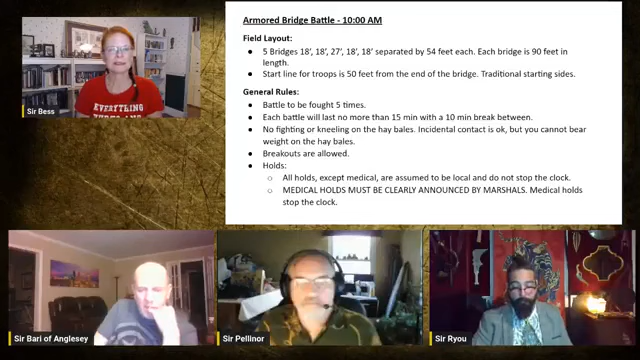 Armored Bridge Battle - 10:00 AM
Field Layout:
● 5 Bridges 18', 18', 27', 18', 18' separated by 54 feet each. Each bridge is 90 feet in
length.
● Start line for troops is 50 feet from the end of the bridge. Traditional starting sides.
General Rules:
● Battle to be fought 5 times.
● Each battle will last no more than 15 min with a 10 min break between.
● No fighting or kneeling on the hay bales. Incidental contact is ok, but you cannot bear
weight on the hay bales.
● Breakouts are allowed.
● Holds:
○ All holds, except medical, are assumed to be local and do not stop the clock.
○ MEDICAL HOLDS MUST BE CLEARLY ANNOUNCED BY MARSHALS. Medical holds
stop the clock.
EVERYTHING
Sir Bess
Sir Bari of Anglesey
Sir Pellinor
Sir Ryou